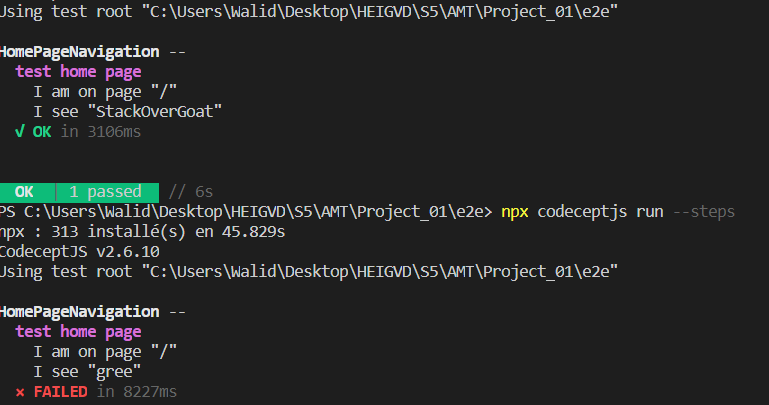 Using test root "C:\Users\Walid\Desktop\HEIGVD\S5\AMT\Project_01\e2e"
HomePageNavigation --
test home page
I am on page "/"
I see "StackOverGoat"
√ OK in 3106ms
OK | 1 passed // 6s
PS C:\Users\Walid\Desktop\HEIGVD\S5\AMT\Project_01\e2e> npx codeceptjs run --steps
npx : 313 installé(s) en 45.829s
CodeceptJS v2.6.10
Using test root "C:\Users\Walid\Desktop\HEIGVD\S5\AMT\Project_01\e2e"
HomePageNavigation --
test home page
I am on page "/"
I see "gree"
× FAILED in 8227ms